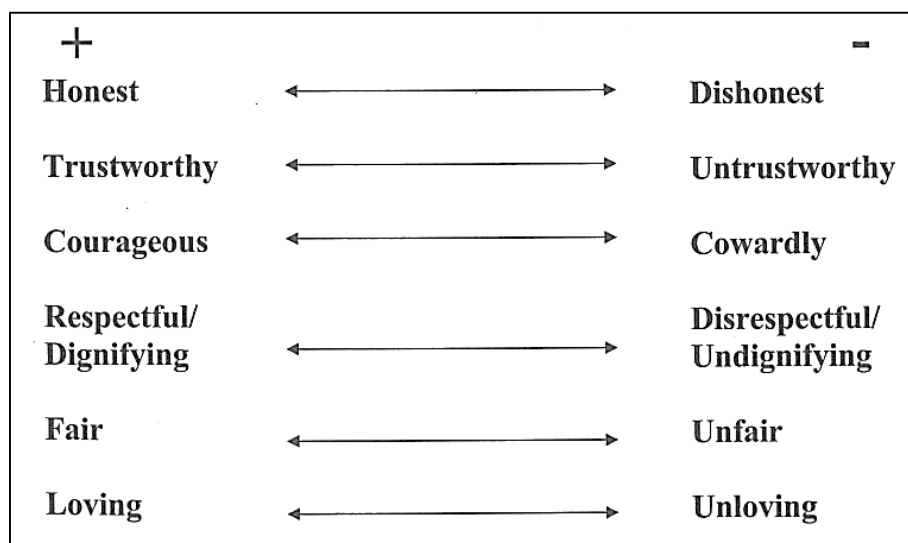 + -
Honest Dishonest
Trustworthy Untrustworthy
Courageous Cowardly
Respectful/ Disrespectful/
Dignifying Undignifying
Fair Unfair
Loving Unloving